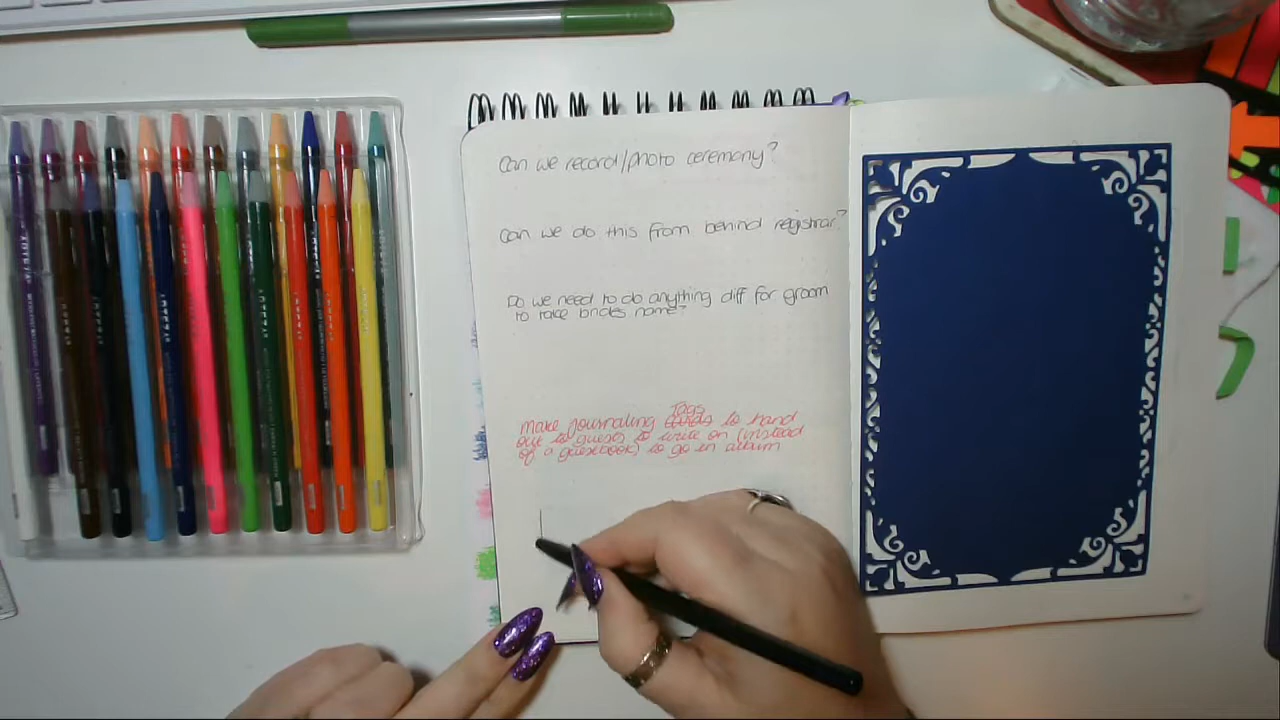 Can we record/photo ceremony?
Can we do this from behind registrar?
Do we need to do anything diff for groom
to take brides name?
Tags
Make journaling cards to hand
out to guests to write on (instead
of a guestbook) to go in album